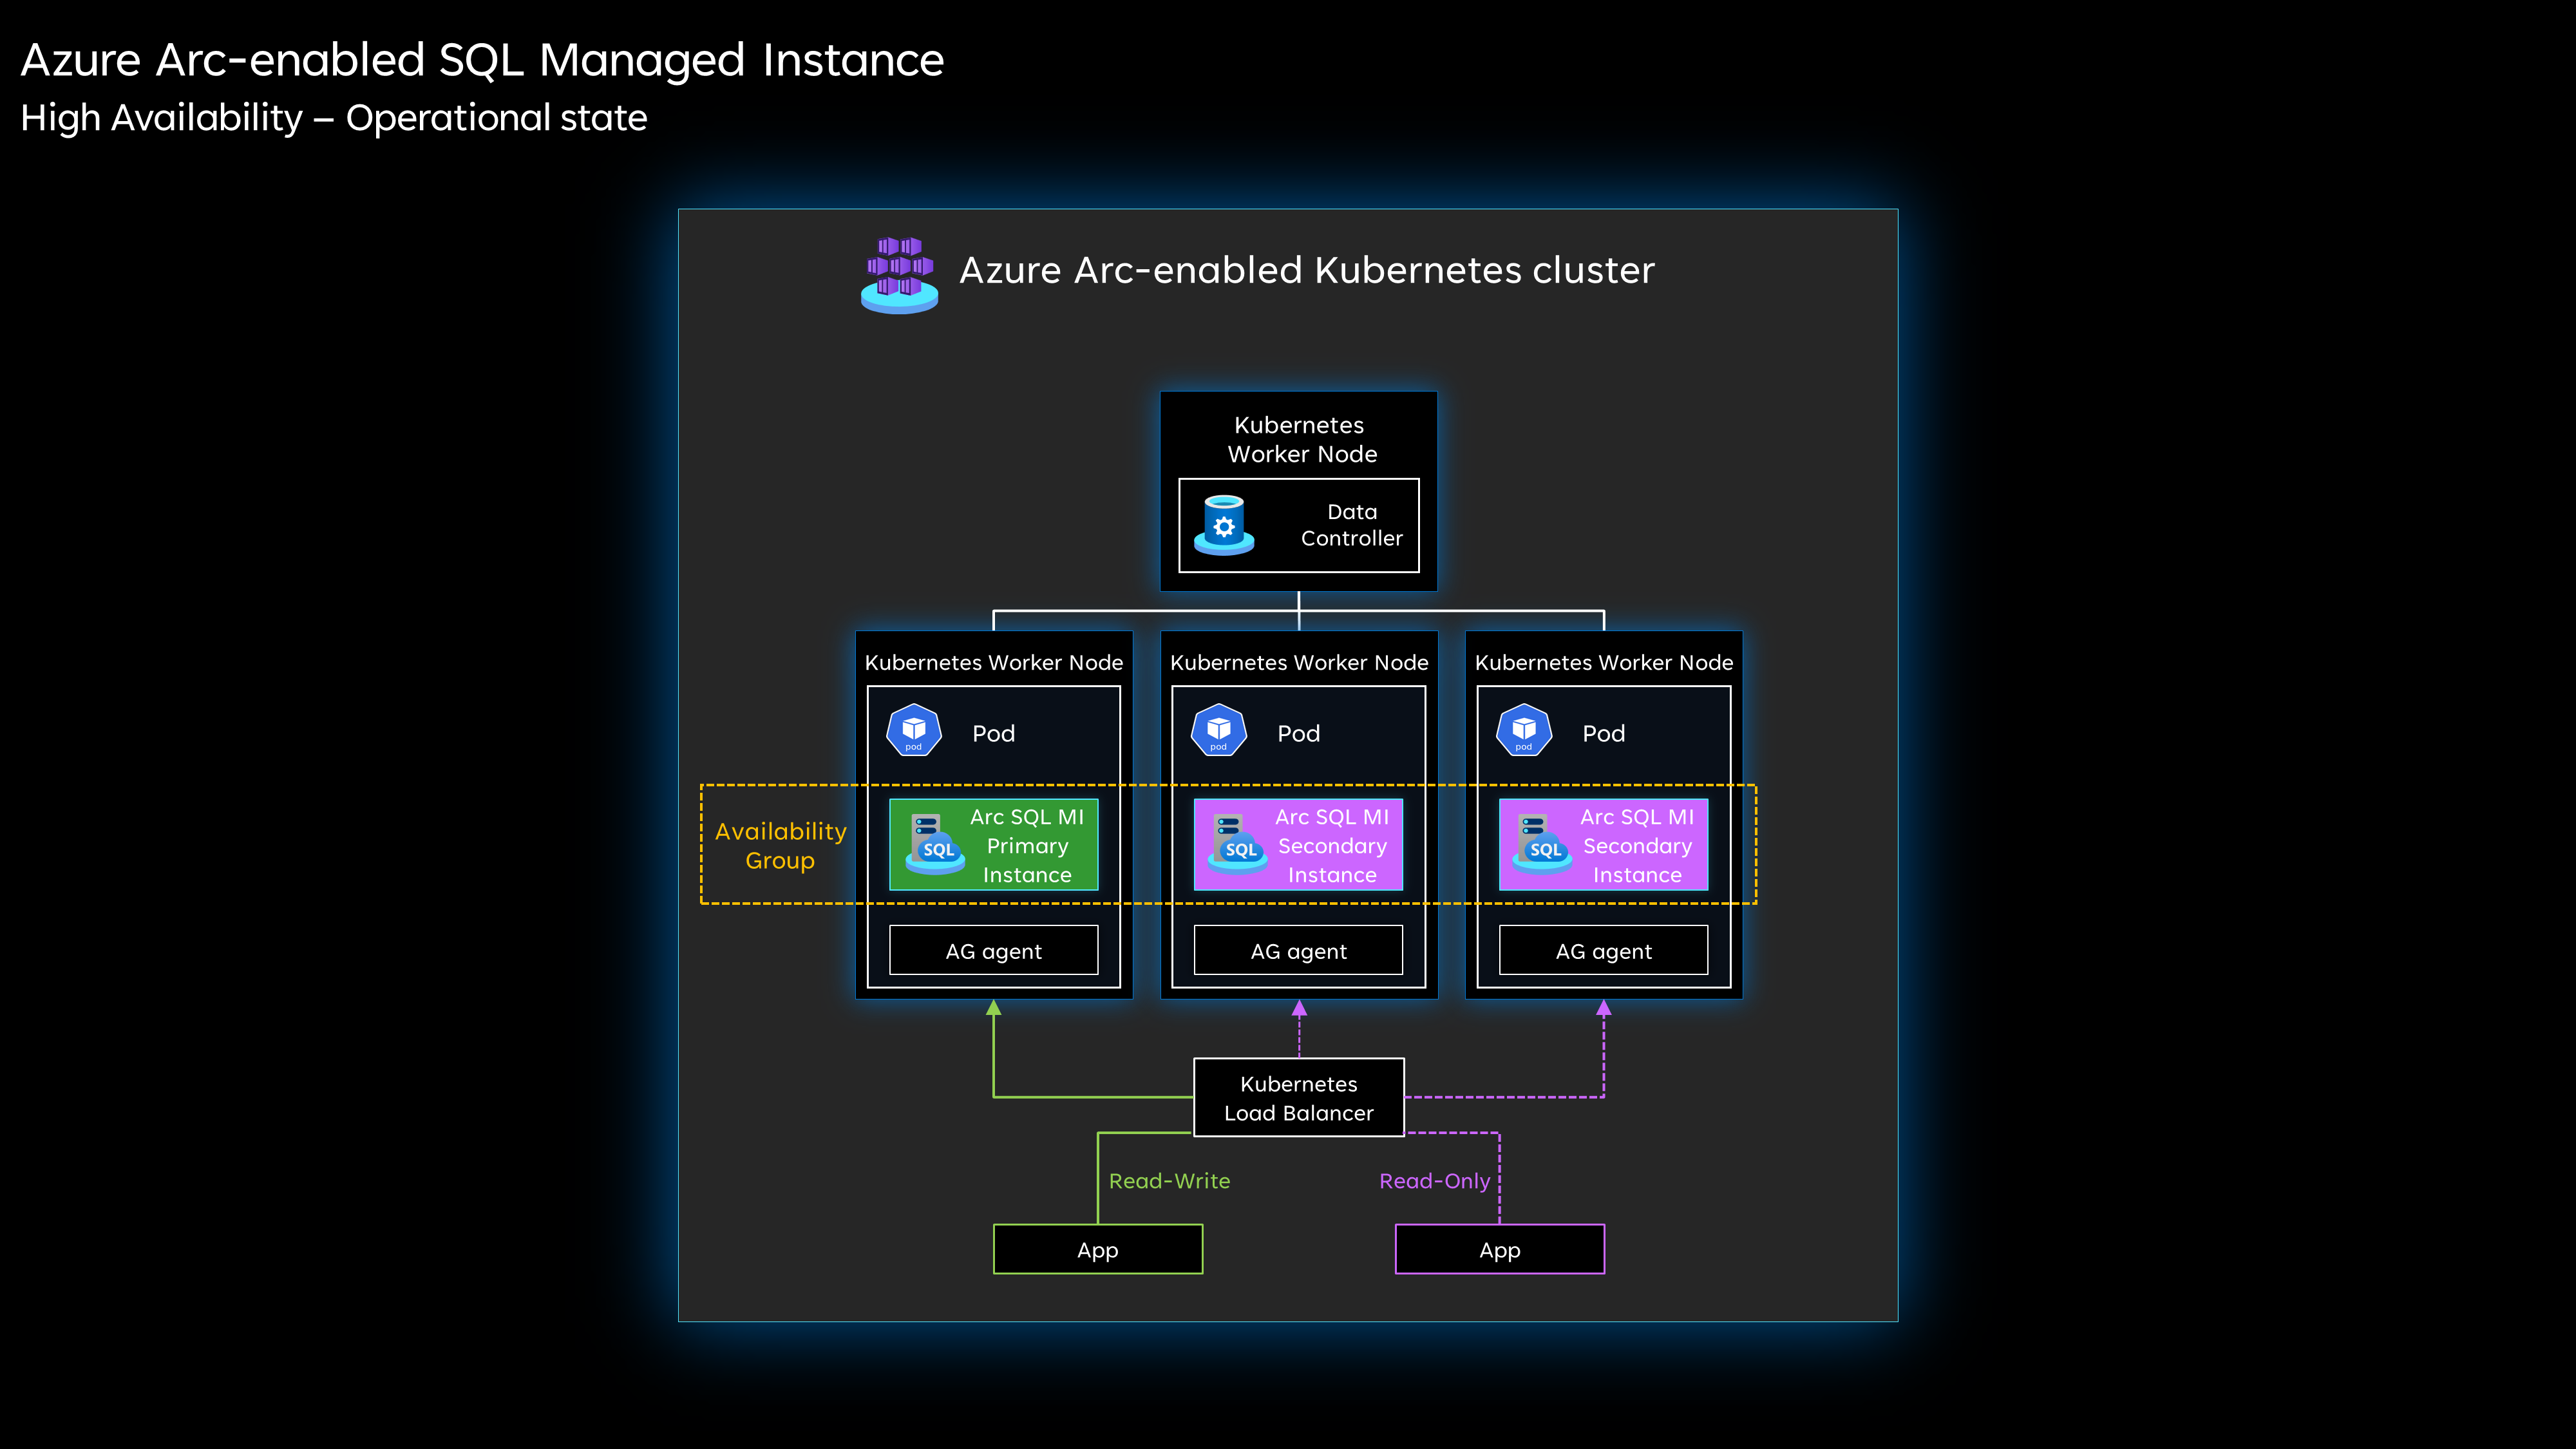 Azure Arc-enabled SQL Managed Instance
High Availability – Operational state
Azure Arc-enabled Kubernetes cluster
Kubernetes
Worker Node
Data
Controller
Kubernetes Worker Node
Pod
pod
Arc SQL MI
Primary
Instance
SQL
AG agent
Kubernetes Worker Node
Pod
pod
Arc SQL MI
Secondary
Instance
SQL
AG agent
Kubernetes Worker Node
Pod
pod
Arc SQL MI
Secondary
Instance
SQL
AG agent
Availability
Group
Kubernetes
Load Balancer
Read-Write
Read-Only
App
App